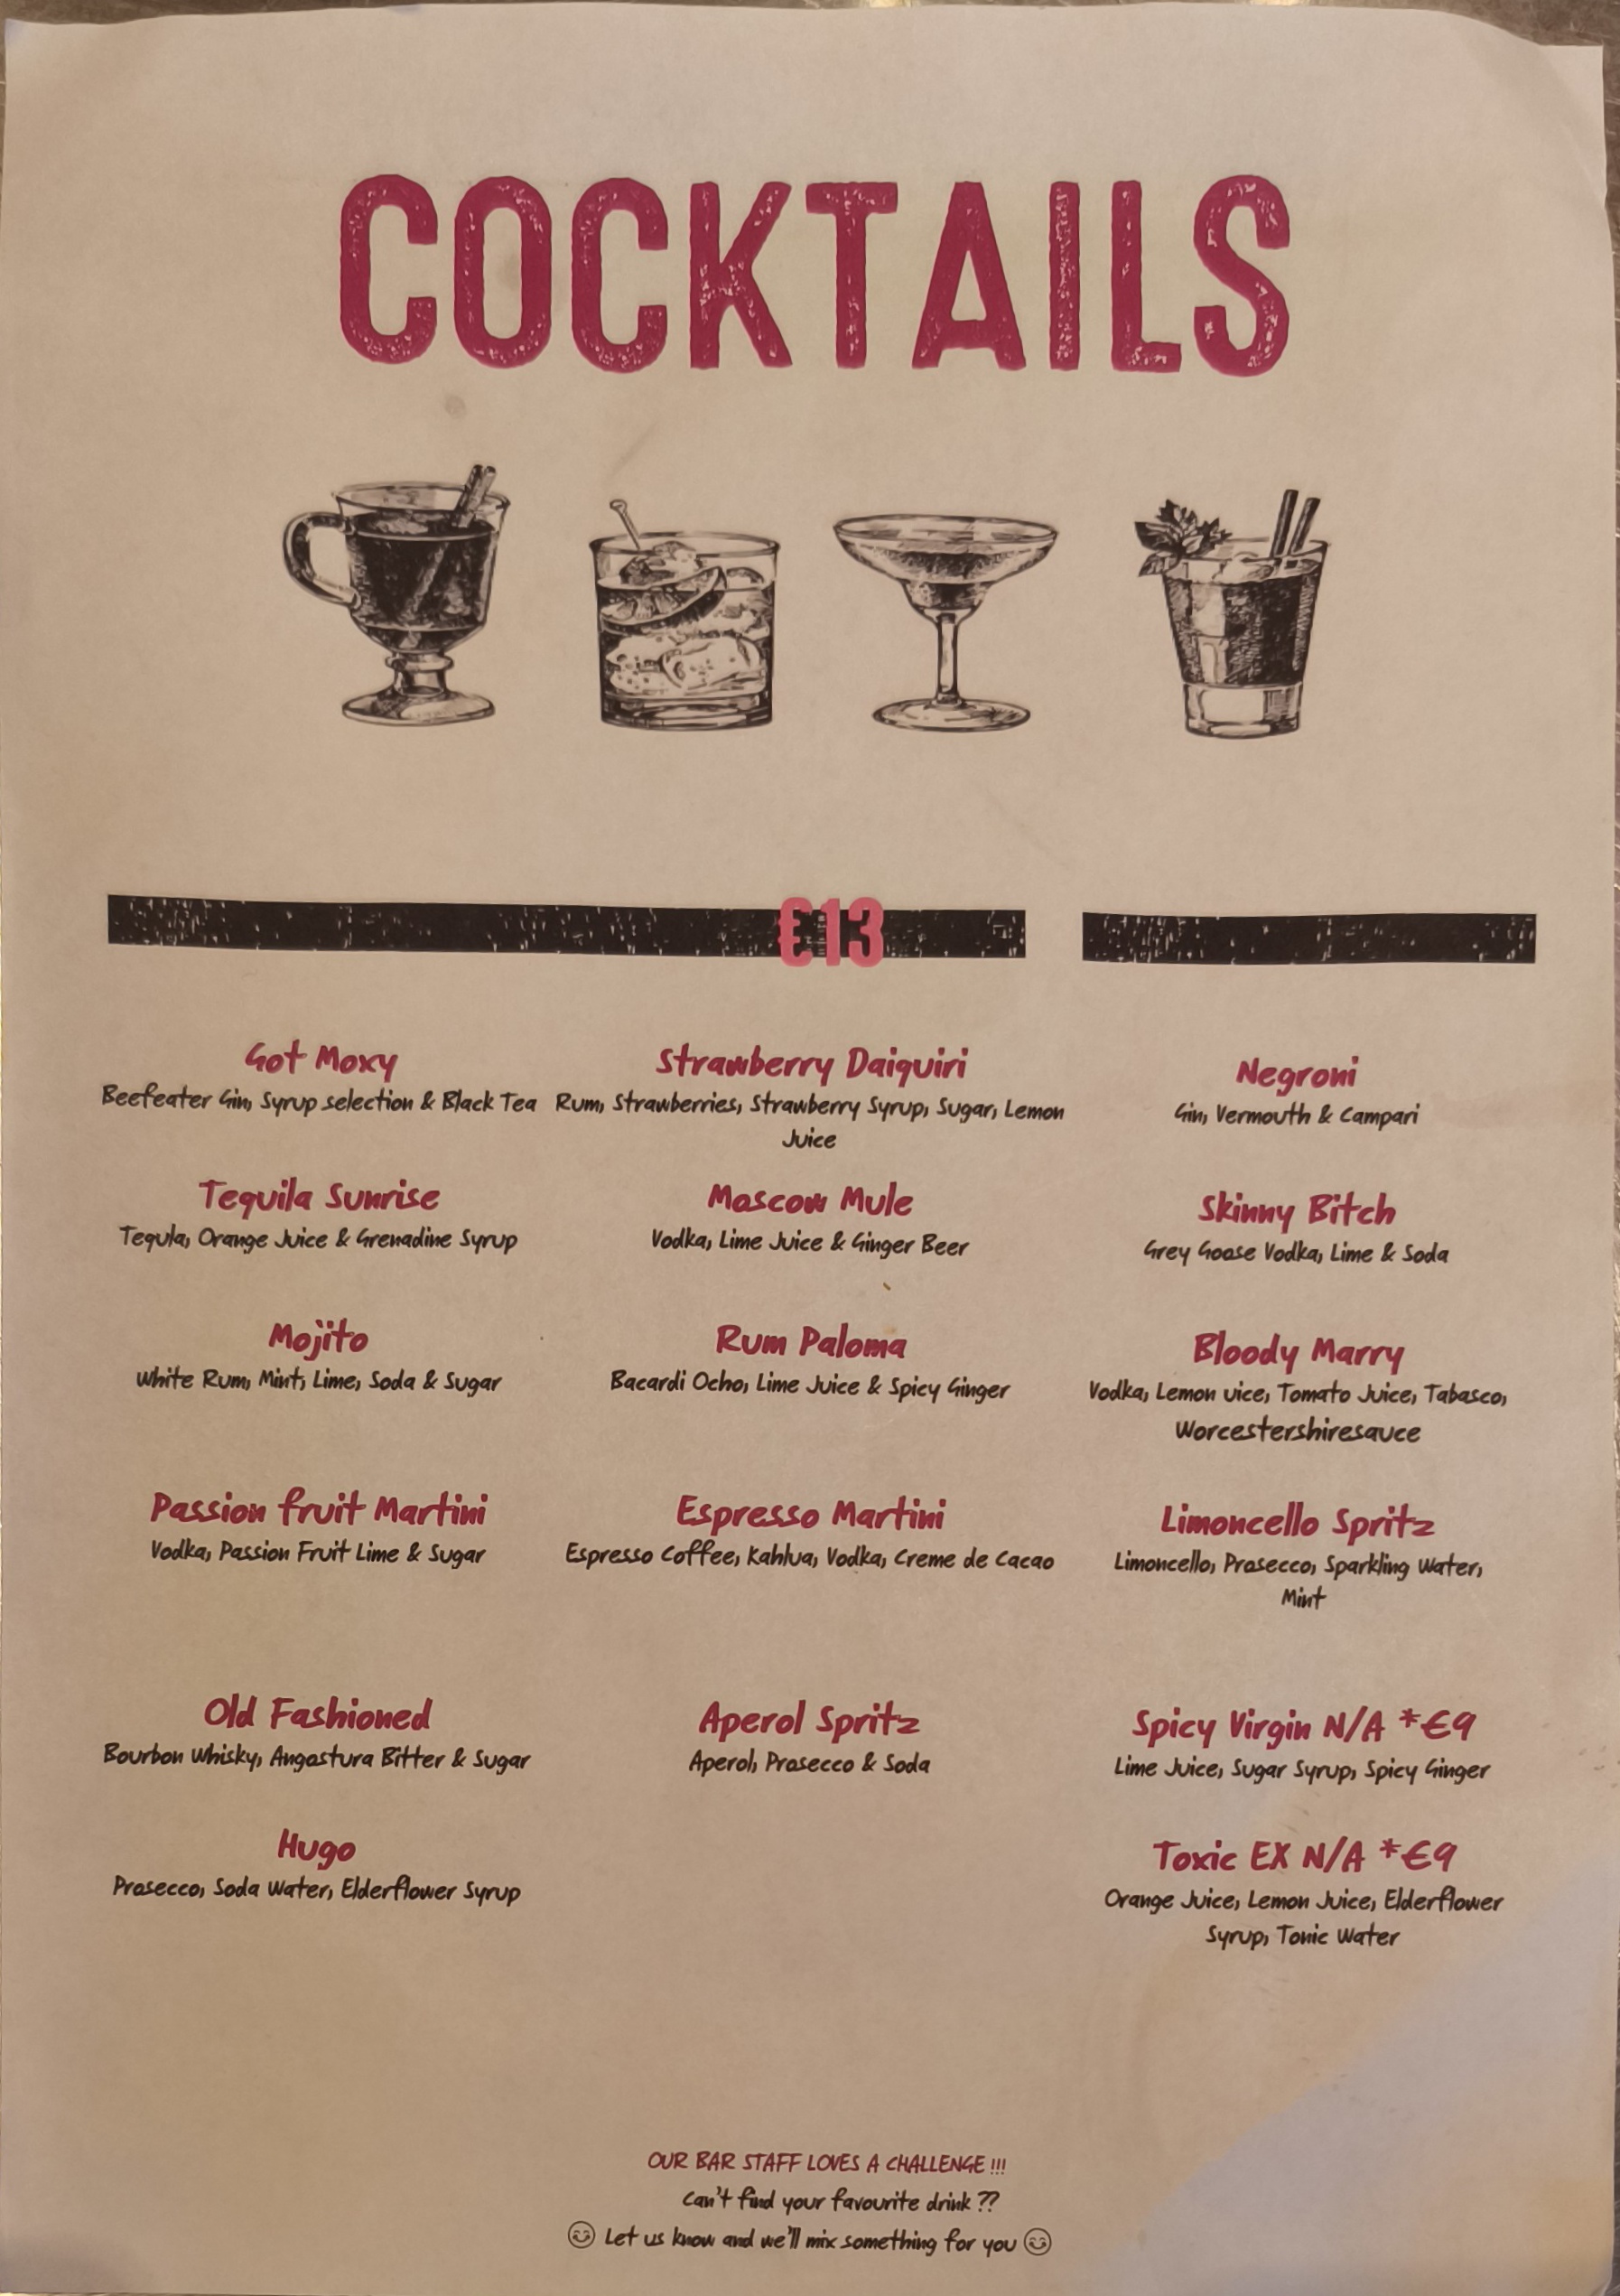 COCKTAILS
€13
Got Moxy
Beefeater Gin, Syrup selection & Black Tea
Tequila Sunrise
Tequla, Orange Juice & Grenadine Syrup
Mojito
White Rum, Mint, Lime, Soda & Sugar
Passion fruit Martini
Vodka, Passion Fruit Lime & Sugar
Old Fashioned
Bourbon Whisky, Angostura Bitter & Sugar
Hugo
Prosecco, Soda Water, Elderflower Syrup
Strawberry Daiquiri
Rum, Strawberries, Strawberry Syrup, Sugar, Lemon
Juice
Moscow Mule
Vodka, Lime Juice & Ginger Beer
Rum Paloma
Bacardi Ocho, Lime Juice & Spicy Ginger
Espresso Martini
Espresso Coffee, Kahlua, Vodka, Creme de Cacao
Aperol Spritz
Aperol, Prosecco & Soda
Negroni
Gin, Vermouth & Campari
Skinny Bitch
Grey Goose Vodka, Lime & Soda
Bloody Marry
Vodka, Lemon uice, Tomato Juice, Tabasco,
Worcestershiresauce
Limoncello Spritz
Limoncello, Prosecco, Sparkling Water,
Mint
Spicy Virgin N/A *€9
Lime Juice, Sugar Syrup, Spicy Ginger
Toxic EX N/A *€9
Orange Juice, Lemon Juice, Elderflower
Syrup, Tonic Water
OUR BAR STAFF LOVES A CHALLENGE !!!
Can't find your favourite drink ??
😊 Let us know and we'll mix something for you 😊